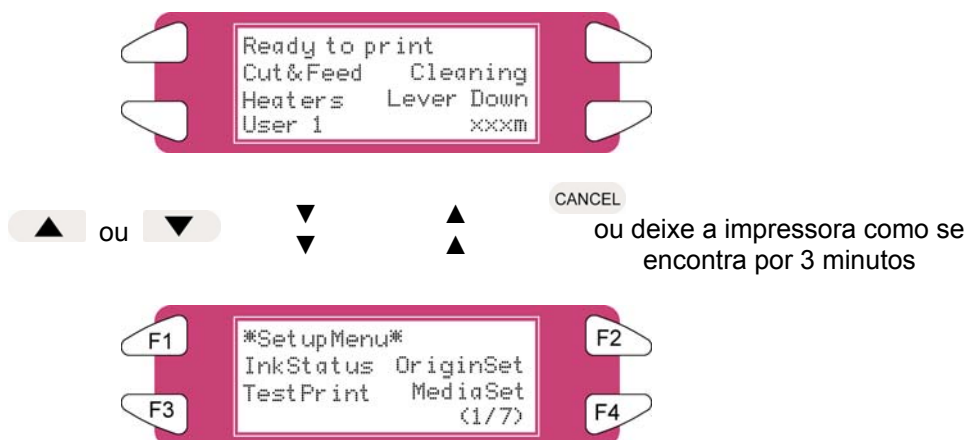 Ready to print
Cut&Feed Cleaning
Heaters Lever Down
User 1 xxxm
CANCEL
▲ ou ▼ ▼ ▲
▼ ▲
ou deixe a impressora como se
encontra por 3 minutos
F1 *SetupMenu* F2
InkStatus OriginSet
TestPrint MediaSet
F3 (1/7) F4